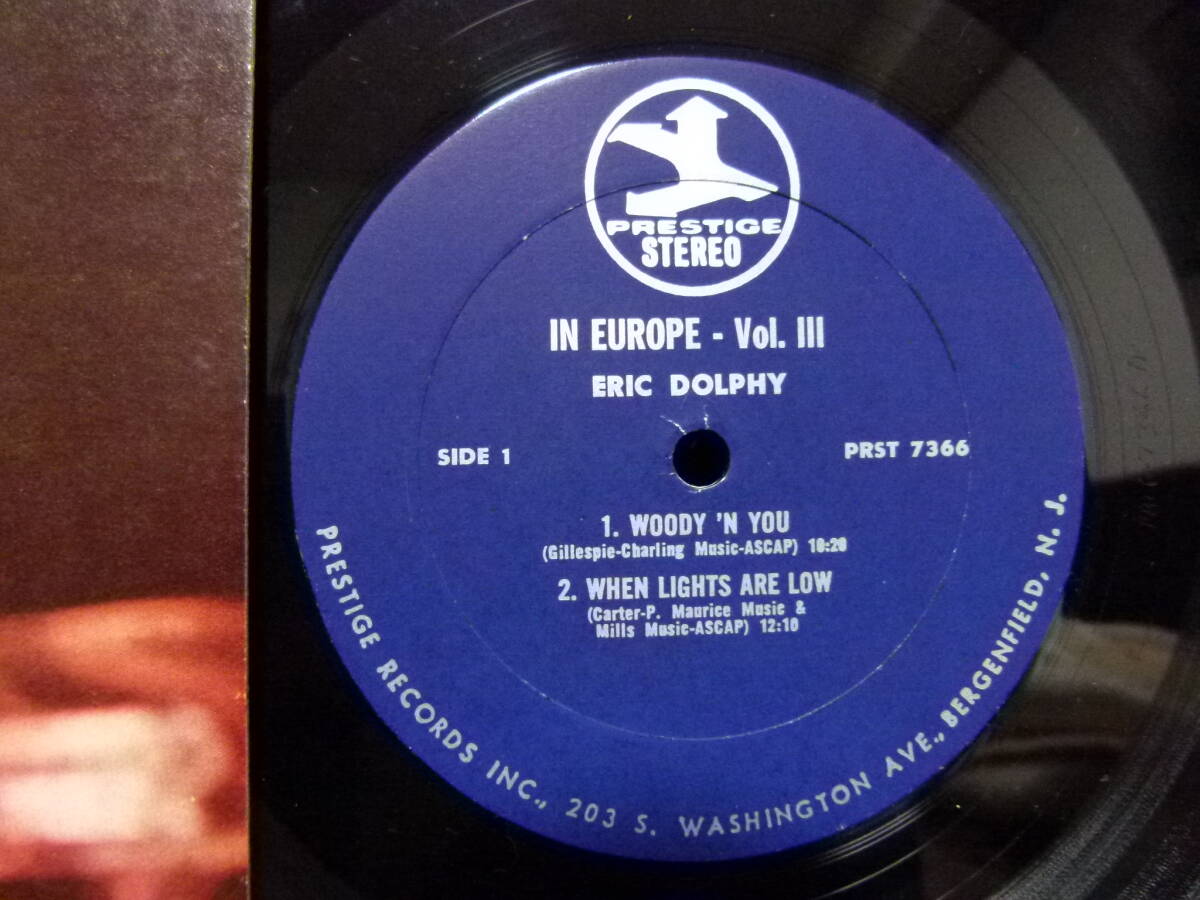 PRESTIGE
STEREO
IN EUROPE - Vol. III
ERIC DOLPHY
SIDE 1
PRST 7366
1. WOODY 'N YOU
(Gillespie-Charling Music-ASCAP) 10:20
2. WHEN LIGHTS ARE LOW
(Carter-P. Maurice Music &
Mills Music-ASCAP) 12:10
PRESTIGE RECORDS INC., 203 S. WASHINGTON AVE., BERGENFIELD, N. J.